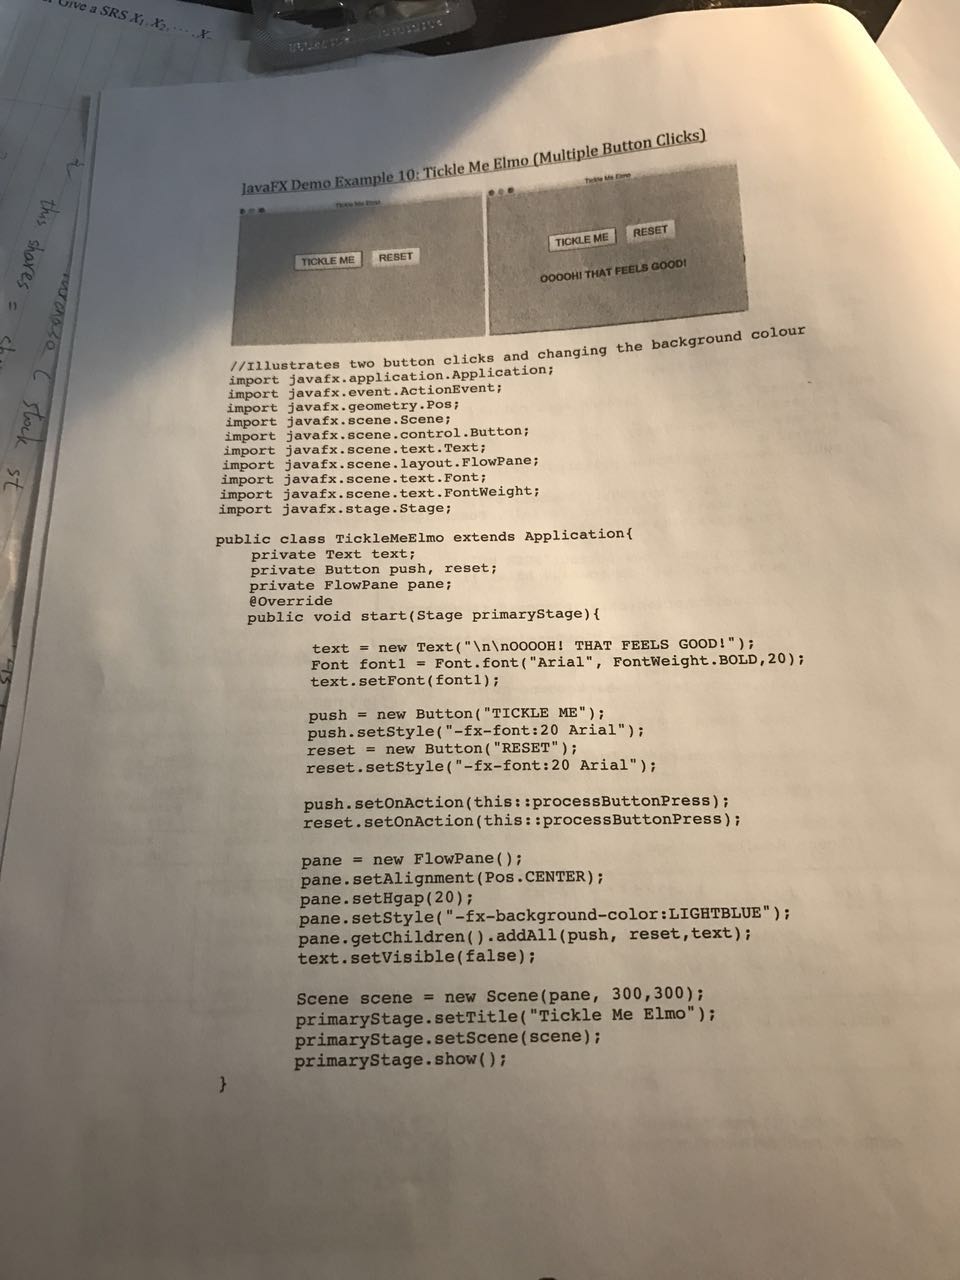 Give a SRS X1, X2, ..., X
JavaFX Demo Example 10: Tickle Me Elmo (Multiple Button Clicks)
Tickle Me Elmo
TICKLE ME RESET
Tickle Me Elmo
TICKLE ME RESET
OOOOH! THAT FEELS GOOD!
//Illustrates two button clicks and changing the background colour
import javafx.application.Application;
import javafx.event.ActionEvent;
import javafx.geometry.Pos;
import javafx.scene.Scene;
import javafx.scene.control.Button;
import javafx.scene.text.Text;
import javafx.scene.layout.FlowPane;
import javafx.scene.text.Font;
import javafx.scene.text.FontWeight;
import javafx.stage.Stage;
public class TickleMeElmo extends Application{
private Text text;
private Button push, reset;
private FlowPane pane;
@Override
public void start(Stage primaryStage){
text = new Text("\n\nOOOOH! THAT FEELS GOOD!");
Font font1 = Font.font("Arial", FontWeight.BOLD,20);
text.setFont(font1);
push = new Button("TICKLE ME");
push.setStyle("-fx-font:20 Arial");
reset = new Button("RESET");
reset.setStyle("-fx-font:20 Arial");
push.setOnAction(this::processButtonPress);
reset.setOnAction(this::processButtonPress);
pane = new FlowPane();
pane.setAlignment(Pos.CENTER);
pane.setHgap(20);
pane.setStyle("-fx-background-color:LIGHTBLUE");
pane.getChildren().addAll(push, reset,text);
text.setVisible(false);
Scene scene = new Scene(pane, 300,300);
primaryStage.setTitle("Tickle Me Elmo");
primaryStage.setScene(scene);
primaryStage.show();
}
this shares =
( stock st